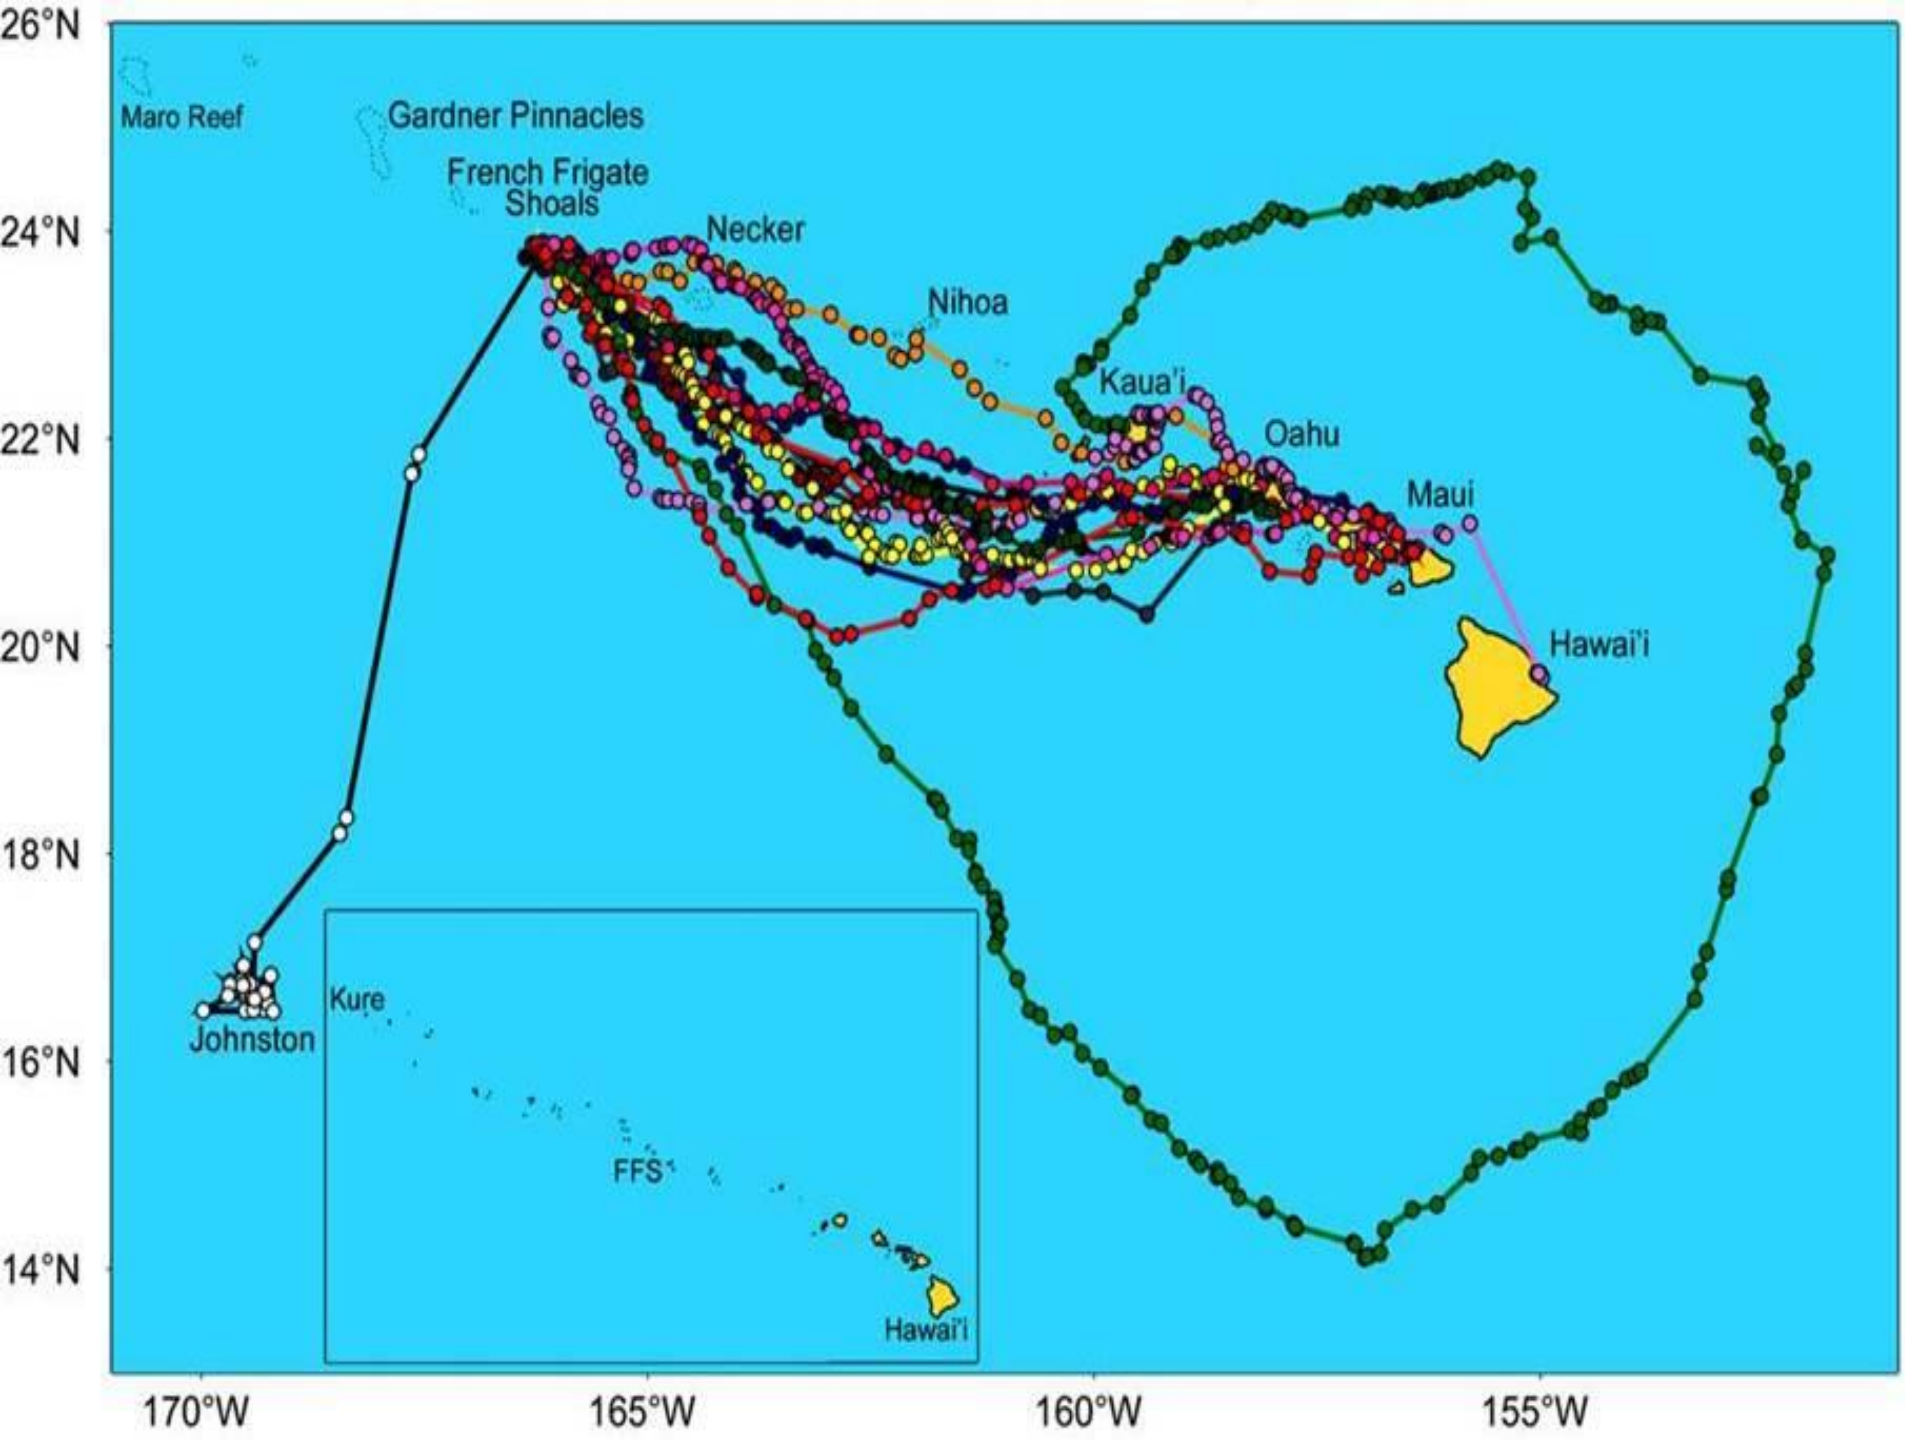 26°N
Maro Reef
Gardner Pinnacles
French Frigate
Shoals
24°N
Necker
Nihoa
Kaua'i
22°N
Oahu
Maui
20°N
Hawai'i
18°N
Kure
Johnston
16°N
FFS
14°N
Hawai'i
170°W
165°W
160°W
155°W